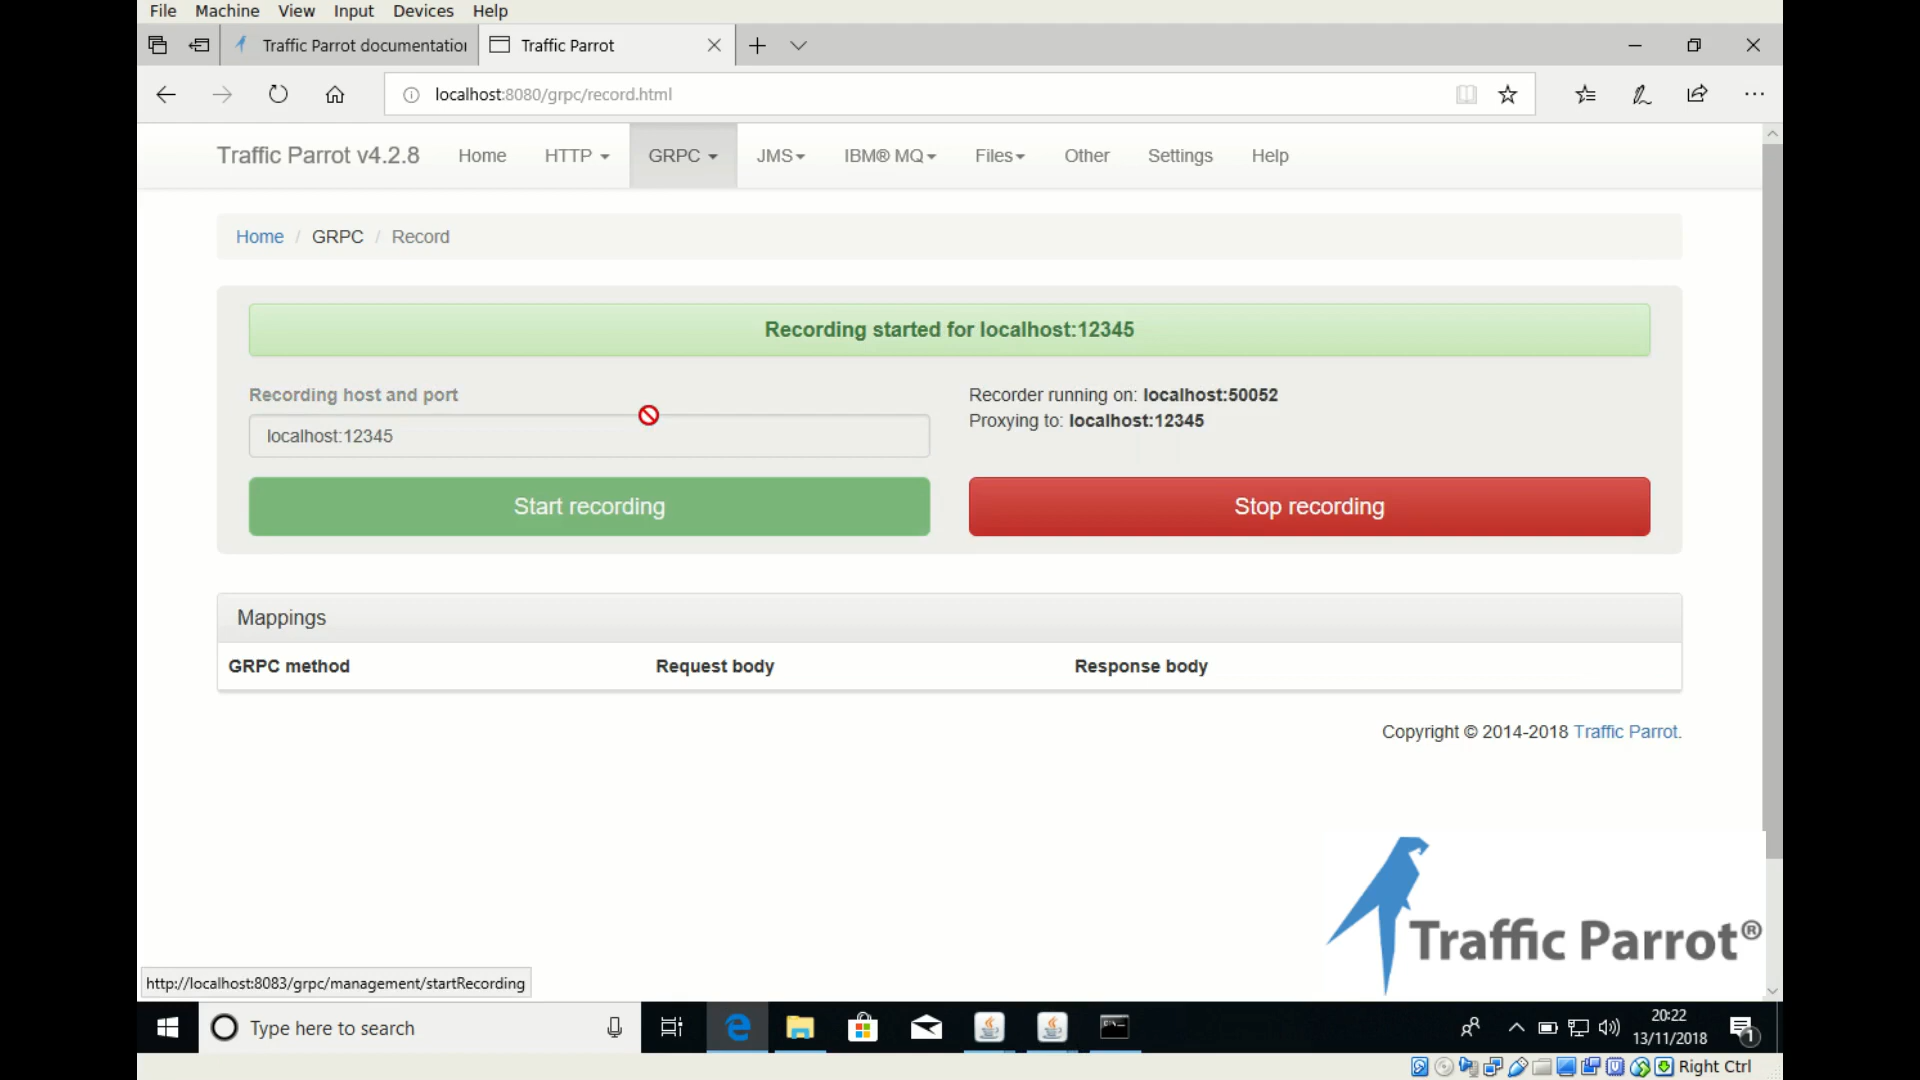 File Machine View Input Devices Help
Traffic Parrot documentation Traffic Parrot
localhost:8080/grpc/record.html
Traffic Parrot v4.2.8 Home HTTP GRPC JMS IBM® MQ Files Other Settings Help
Home / GRPC / Record
Recording started for localhost:12345
Recording host and port
localhost:12345
Recorder running on: localhost:50052
Proxying to: localhost:12345
Start recording Stop recording
Mappings
GRPC method Request body Response body
Copyright © 2014-2018 Traffic Parrot.
Traffic Parrot®
http://localhost:8083/grpc/management/startRecording
Type here to search
20:22
13/11/2018
1
Right Ctrl